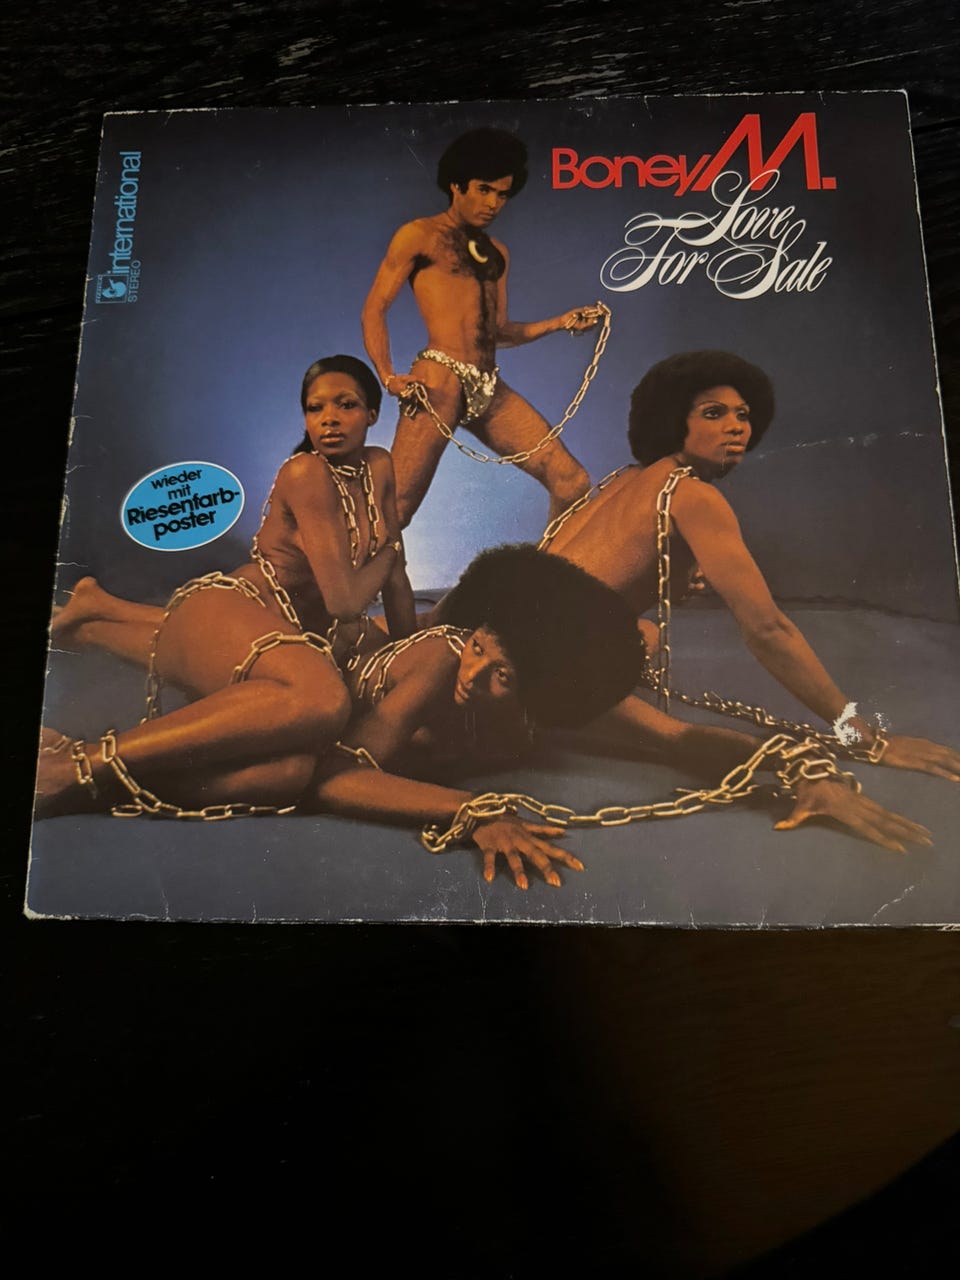 Boney M.
Love
For Sale
international
STEREO
wieder
mit
Riesenfarb-
poster